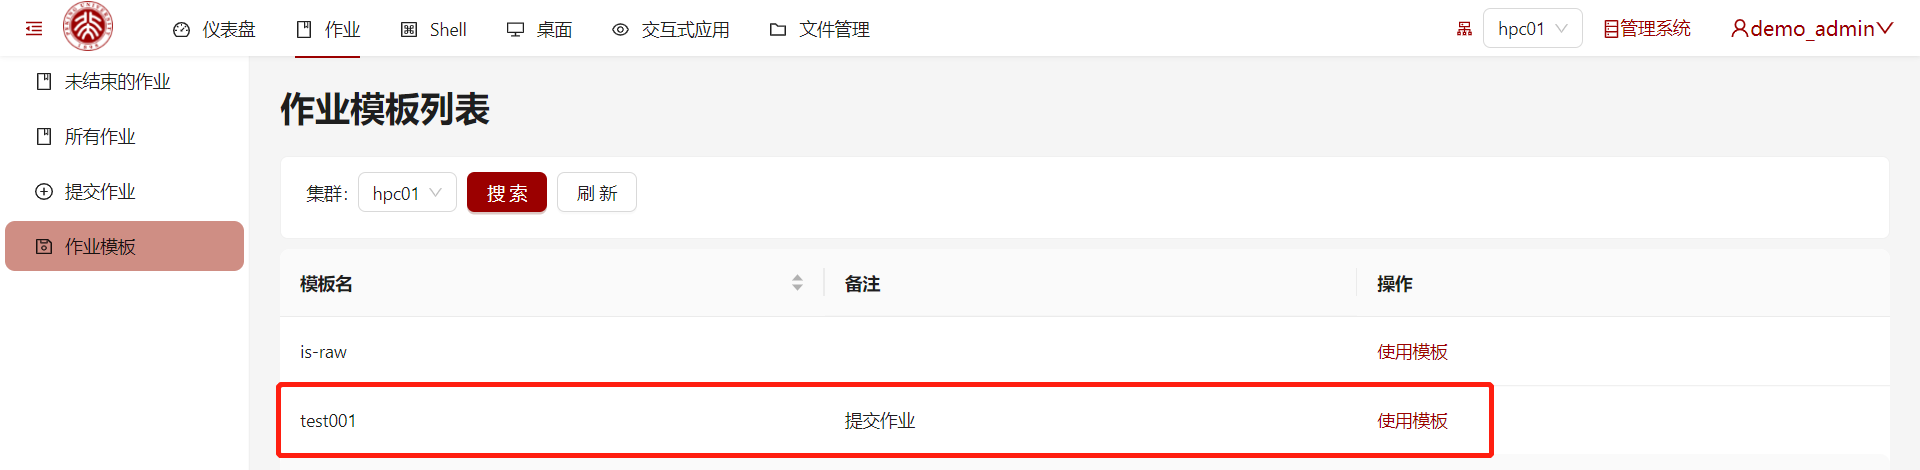 仪表盘 作业 Shell 桌面 交互式应用 文件管理 hpc01 管理系统 demo_admin
未结束的作业
所有作业
提交作业
作业模板
作业模板列表
集群: hpc01 搜索 刷新
模板名 备注 操作
is-raw 使用模板
test001 提交作业 使用模板